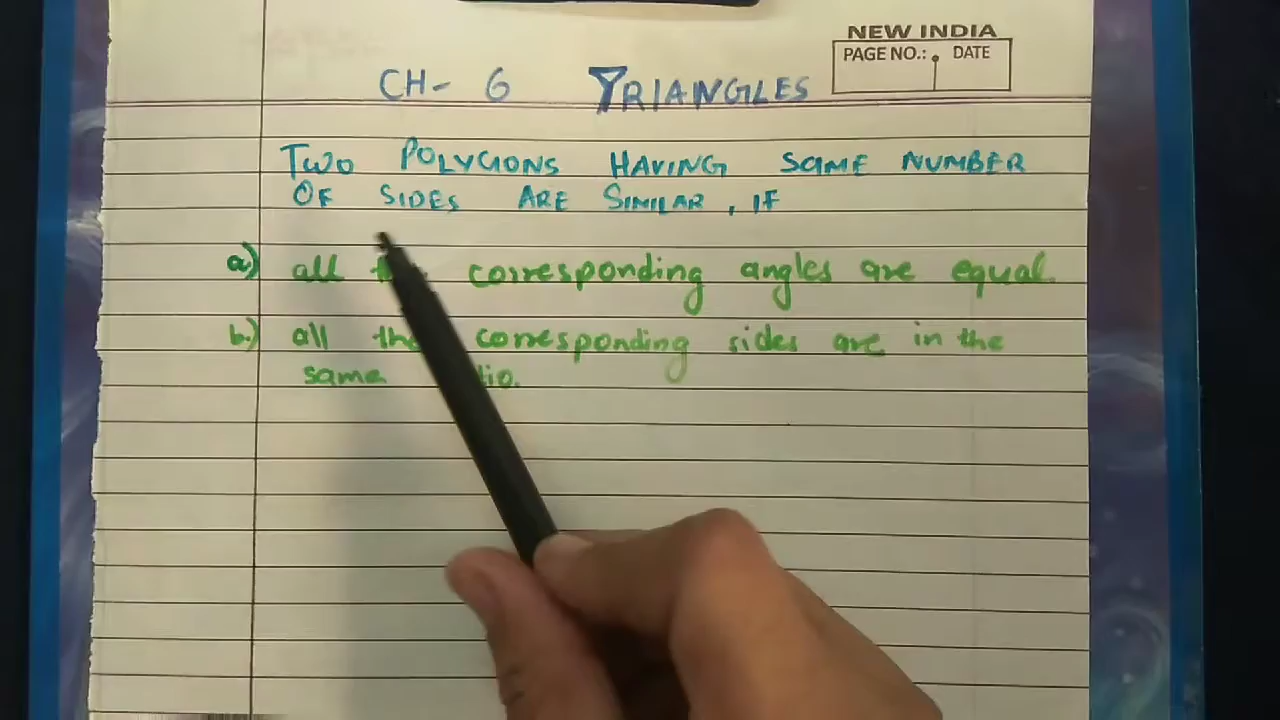 NEW INDIA
PAGE NO.: DATE
CH- 6 TRIANGLES
TWO POLYGONS HAVING SAME NUMBER
OF SIDES ARE SIMILAR, IF
a) all corresponding angles are equal.
b.) all the corresponding sides are in the
same